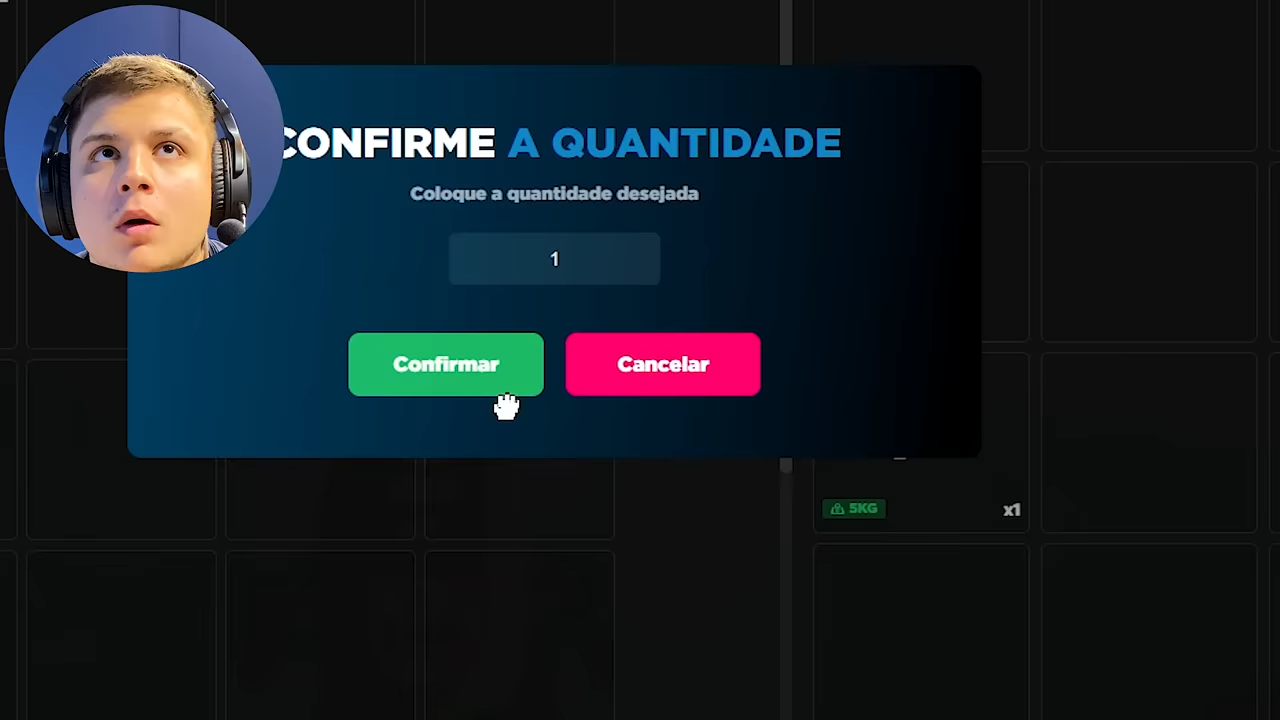 CONFIRME A QUANTIDADE
Coloque a quantidade desejada
1
Confirmar Cancelar
5KG x1